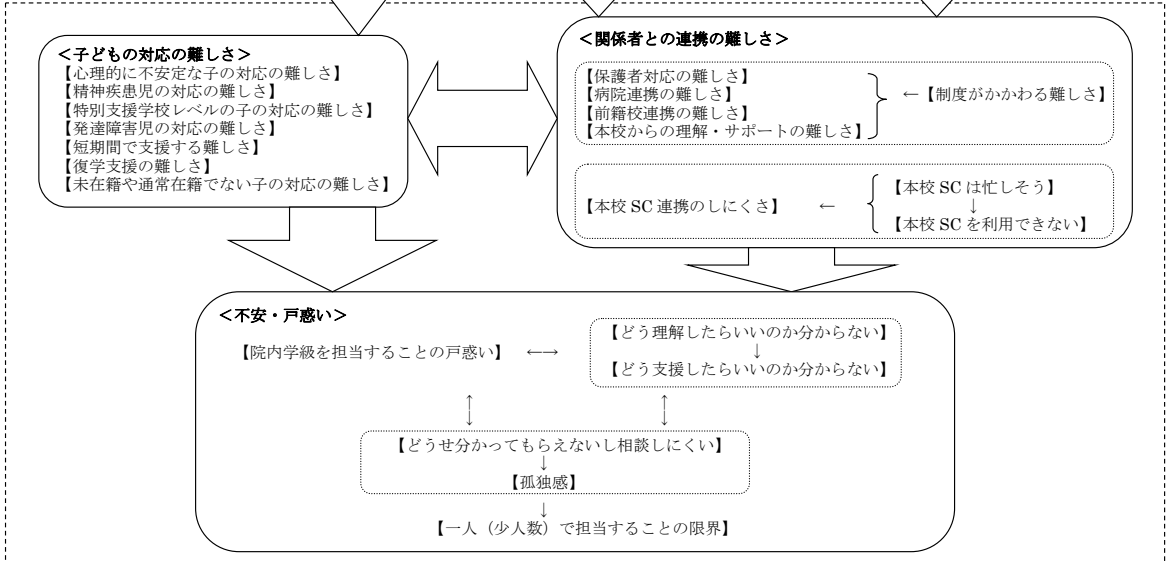 ＜子どもの対応の難しさ＞
【心理的に不安定な子の対応の難しさ】
【精神疾患児の対応の難しさ】
【特別支援学校レベルの子の対応の難しさ】
【発達障害児の対応の難しさ】
【短期間で支援する難しさ】
【復学支援の難しさ】
【未在籍や通常在籍でない子の対応の難しさ】
＜関係者との連携の難しさ＞
【保護者対応の難しさ】
【病院連携の難しさ】
【前籍校連携の難しさ】
【本校からの理解・サポートの難しさ】
←【制度がかかわる難しさ】
【本校 SC 連携のしにくさ】 ←
【本校 SC は忙しそう】
↓
【本校 SC を利用できない】
＜不安・戸惑い＞
【院内学級を担当することの戸惑い】 ←→
【どう理解したらいいのか分からない】
↓
【どう支援したらいいのか分からない】
↑ ↑
↓ ↓
【どうせ分かってもらえないし相談しにくい】
↓
【孤独感】
↓
【一人（少人数）で担当することの限界】